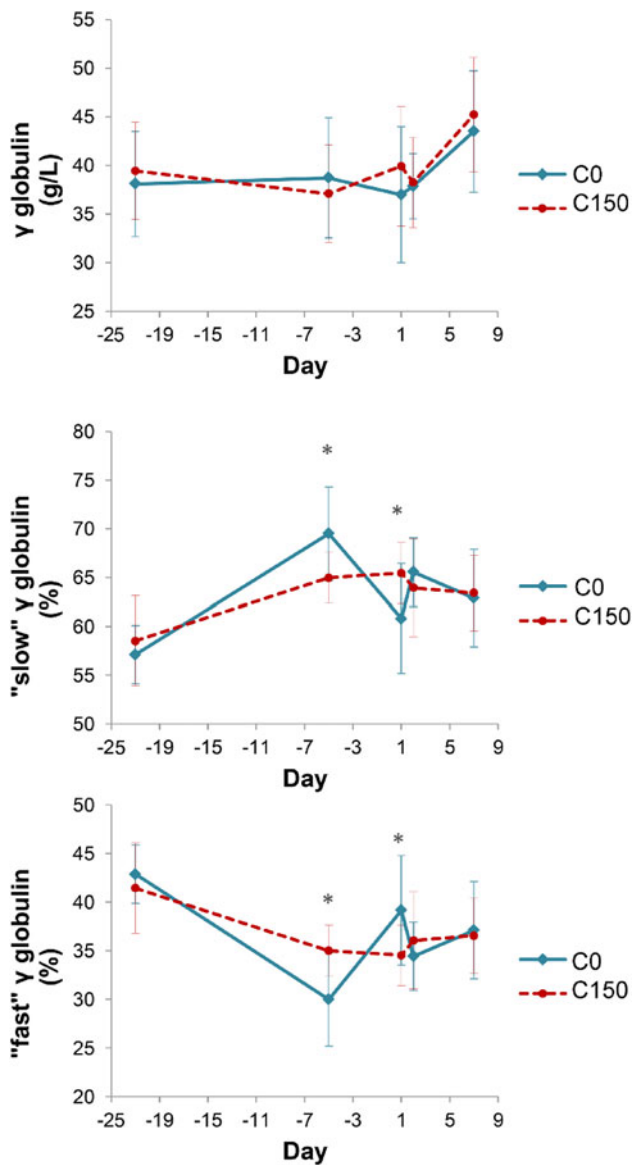 55
50
45
40
35
30
25
γ globulin
(g/L)
-25 -19 -15 -11 -7 -3 1 5 9
Day
C0
C150
80
75
70
65
60
55
50
"slow" γ globulin
(%)
*
*
-25 -19 -15 -11 -7 -3 1 5 9
Day
C0
C150
50
45
40
35
30
25
20
"fast" γ globulin
(%)
*
*
-25 -19 -15 -11 -7 -3 1 5 9
Day
C0
C150